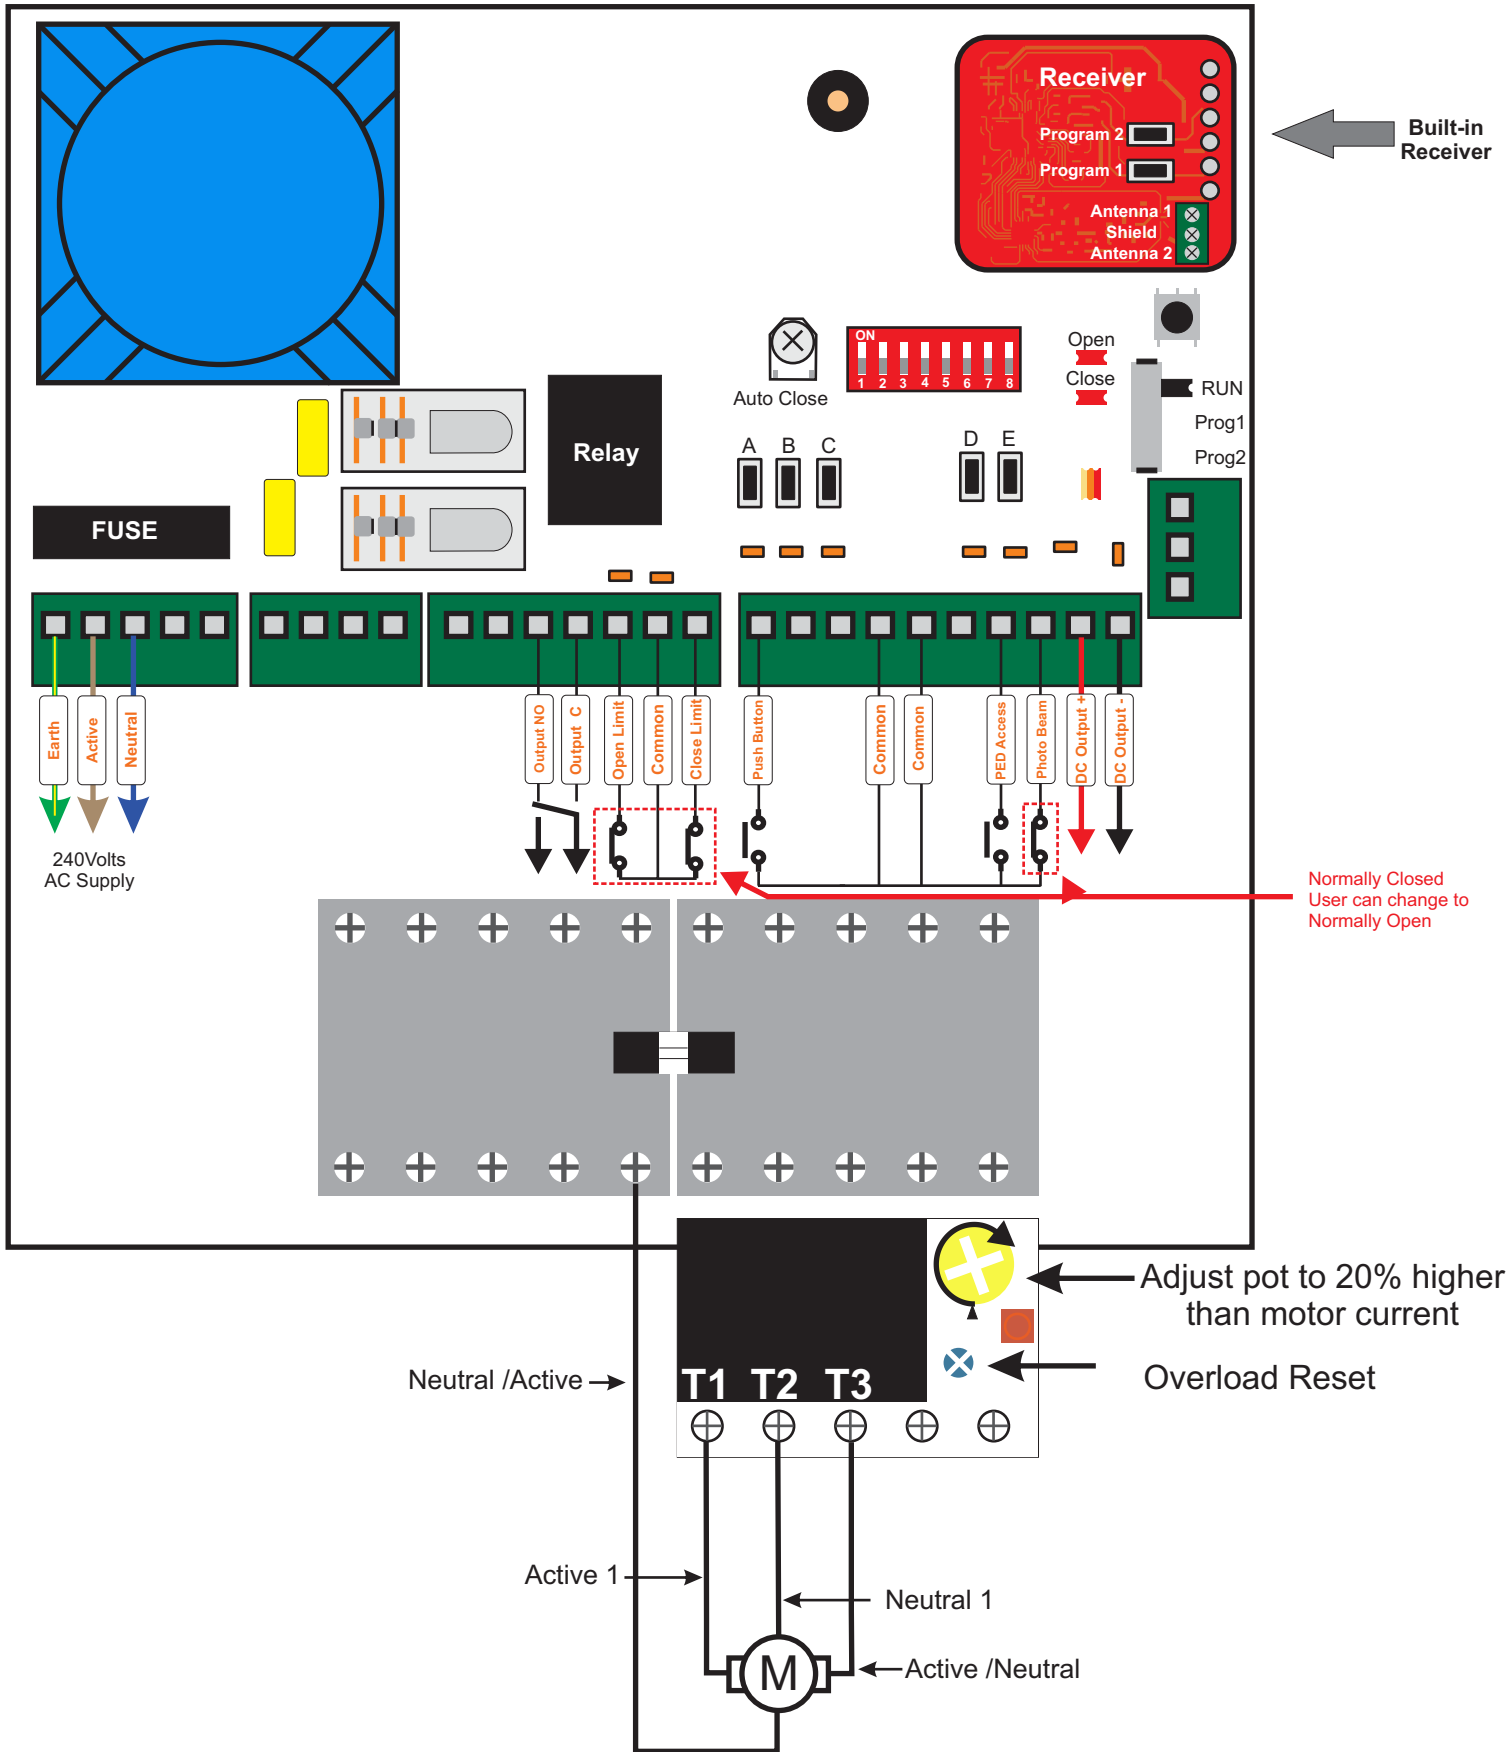 Receiver
Program 2
Program 1
Antenna 1
Shield
Antenna 2
Built-in
Receiver
ON
1 2 3 4 5 6 7 8
Auto Close
Open
Close
RUN
Prog1
Prog2
A B C
D E
Relay
FUSE
Earth
Active
Neutral
Output NO
Output C
Open Limit
Common
Close Limit
Push Button
Common
Common
PED Access
Photo Beam
DC Output +
DC Output -
240Volts
AC Supply
Normally Closed
User can change to
Normally Open
Adjust pot to 20% higher
than motor current
Overload Reset
T1 T2 T3
Neutral /Active
Active 1
Neutral 1
Active /Neutral
M